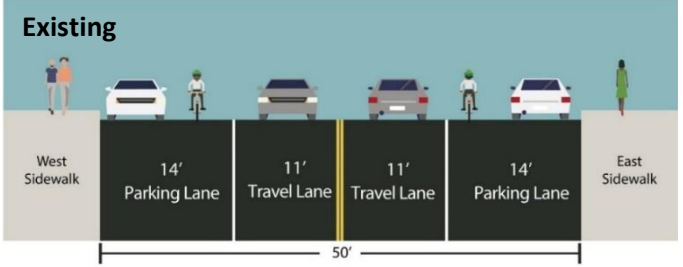 Existing
West
Sidewalk
14'
Parking Lane
11'
Travel Lane
11'
Travel Lane
14'
Parking Lane
East
Sidewalk
50'